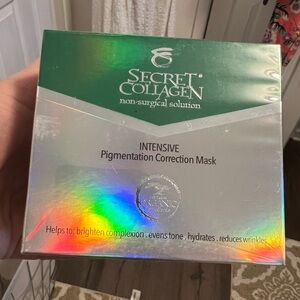 SECRET
COLLAGEN
non-surgical solution
INTENSIVE
Pigmentation Correction Mask
Helps to: brighten complexion . evens tone , hydrates . reduces wrinkles